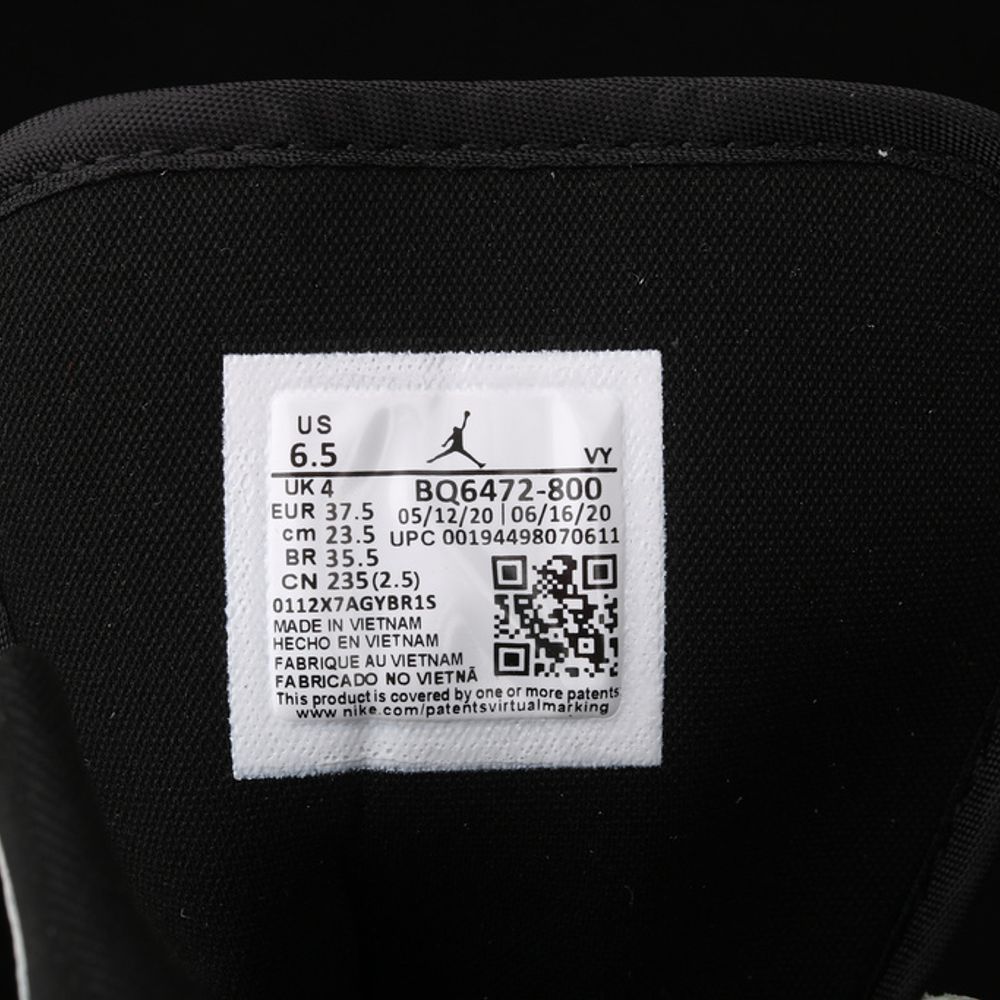 US
6.5
VY
UK 4
BQ6472-800
EUR 37.5
05/12/20 | 06/16/20
cm 23.5
UPC 00194498070611
BR 35.5
CN 235(2.5)
0112X7AGYBR1S
MADE IN VIETNAM
HECHO EN VIETNAM
FABRIQUE AU VIETNAM
FABRICADO NO VIETNÃ
This product is covered by one or more patents
www.nike.com/patentsvirtualmarking